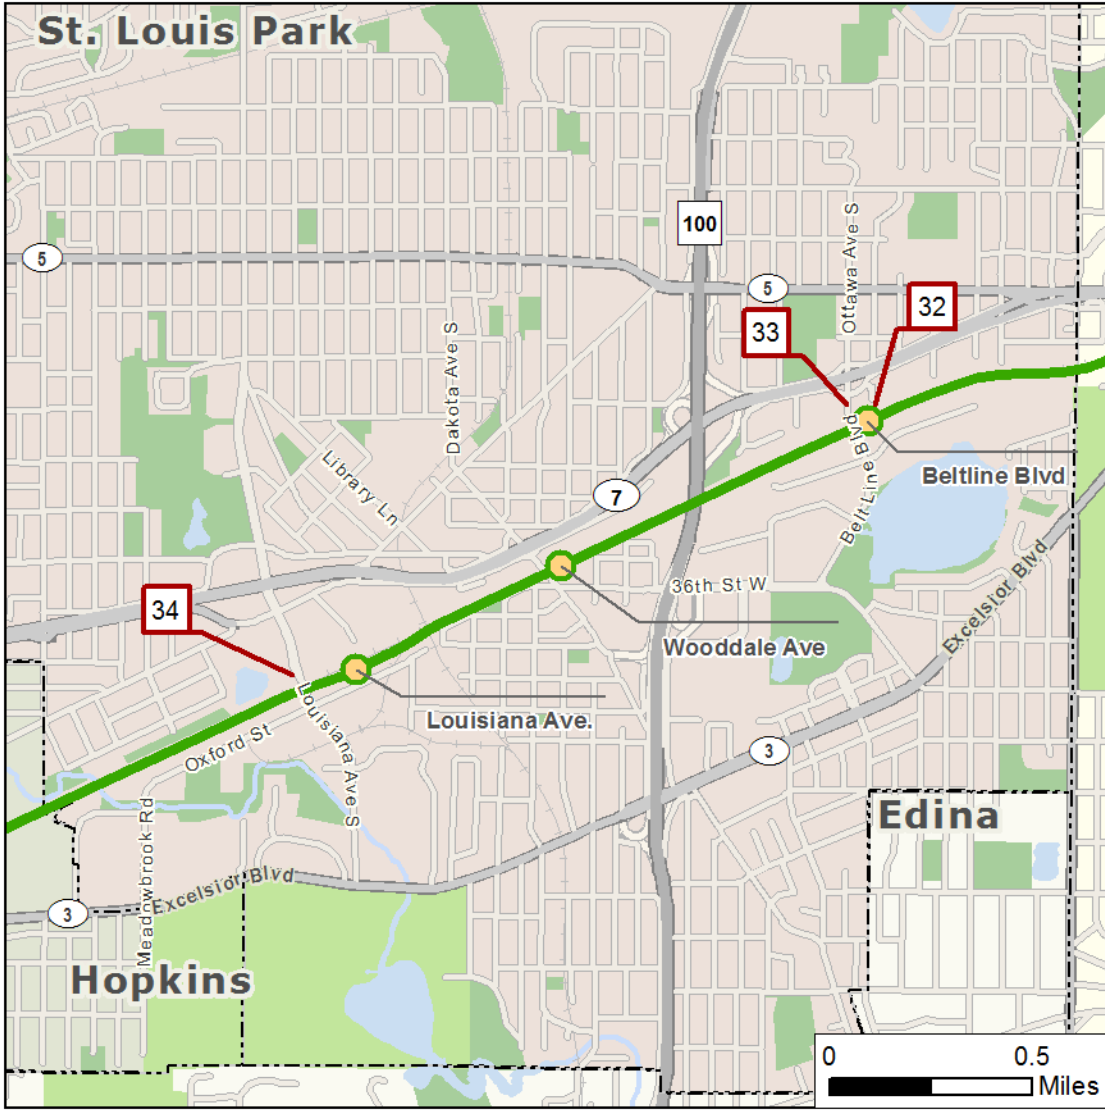 St. Louis Park
100
5
5
Ottawa Ave S
32
33
Dakota Ave S
Library Ln
7
Belt Line Blvd
Beltline Blvd
34
36th St W
Excelsior Blvd
Wooddale Ave
Louisiana Ave.
Oxford St
Louisiana Ave S
3
Meadowbrook Rd
Edina
Excelsior Blvd
3
Hopkins
0 0.5
Miles